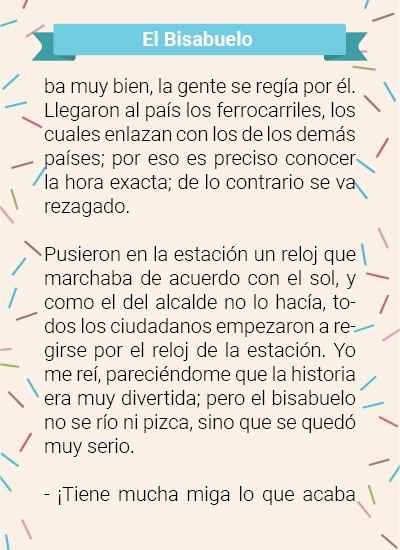 El Bisabuelo
ba muy bien, la gente se regía por él.
Llegaron al país los ferrocarriles, los
cuales enlazan con los de los demás
países; por eso es preciso conocer
la hora exacta; de lo contrario se va
rezagado.
Pusieron en la estación un reloj que
marchaba de acuerdo con el sol, y
como el del alcalde no lo hacía, to-
dos los ciudadanos empezaron a re-
girse por el reloj de la estación. Yo
me reí, pareciéndome que la historia
era muy divertida; pero el bisabuelo
no se río ni pizca, sino que se quedó
muy serio.
- ¡Tiene mucha miga lo que acaba